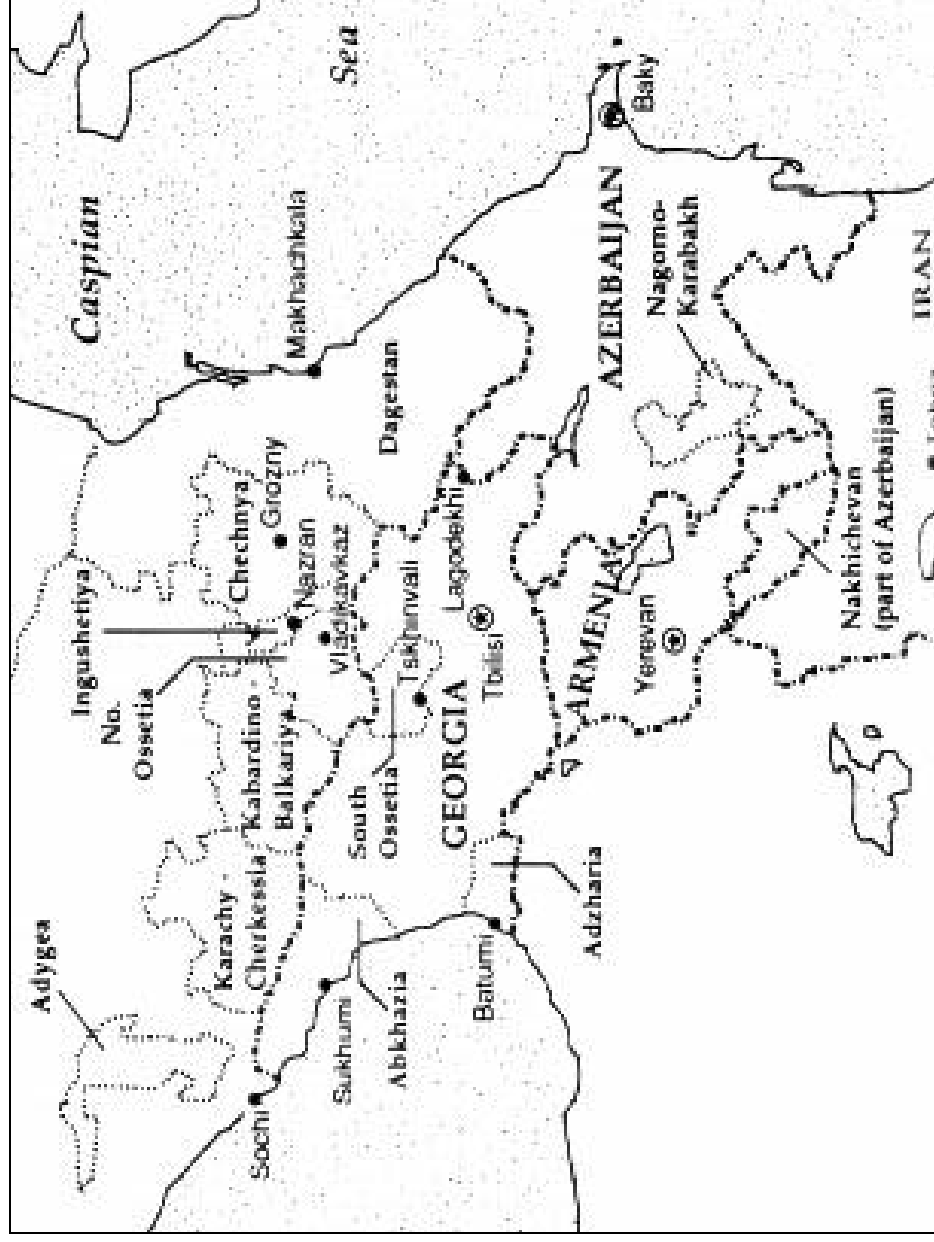 Adygea
Karachy -
Cherkessia
Kabardino -
Balkariya
No.
Ossetia
Ingushetiya
Chechnya
Grozny
Nazran
Vladikavkaz
Caspian
Sea
Makhachkala
Dagestan
Sochi
Sukhumi
Abkharia
South
Ossetia
Tskhinvali
Lagodekhi
GEORGIA
Tbilisi
Batumi
Adzharia
ARMENIA
Yerevan
AZERBAIJAN
Baky
Nagorno-
Karabakh
Nakhichevan
(part of Azerbaijan)
IRAN